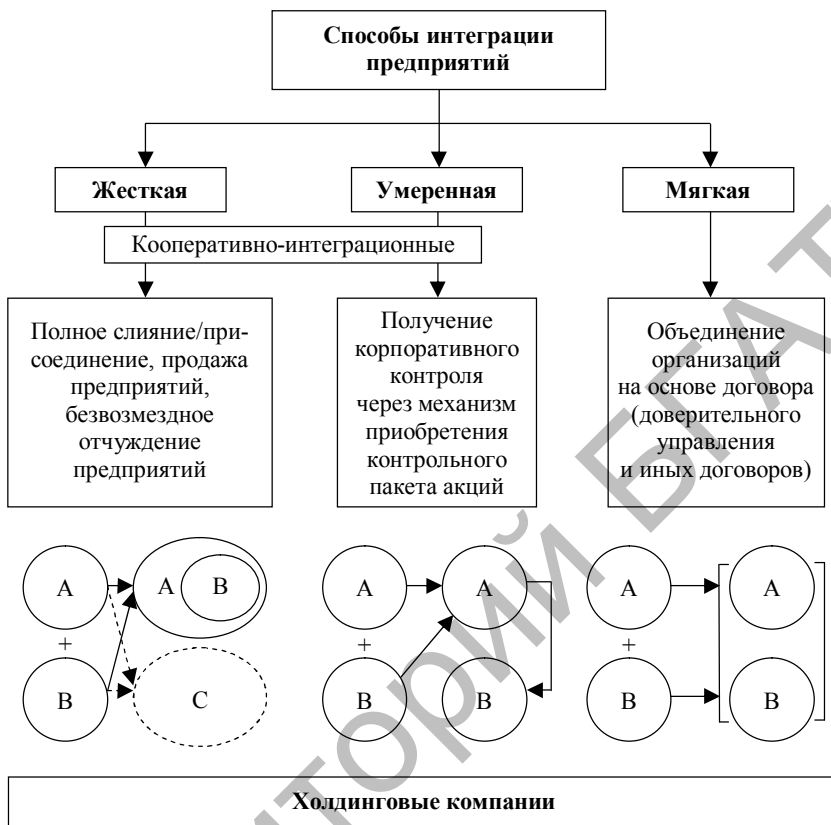 Способы интеграции
предприятий
Жесткая
Умеренная
Мягкая
Кооперативно-интеграционные
Полное слияние/при-
соединение, продажа
предприятий,
безвозмездное
отчуждение
предприятий
Получение
корпоративного
контроля
через механизм
приобретения
контрольного
пакета акций
Объединение
организаций
на основе договора
(доверительного
управления
и иных договоров)
А
А
В
+
В
С
А
А
+
В
В
А
А
+
В
В
Холдинговые компании